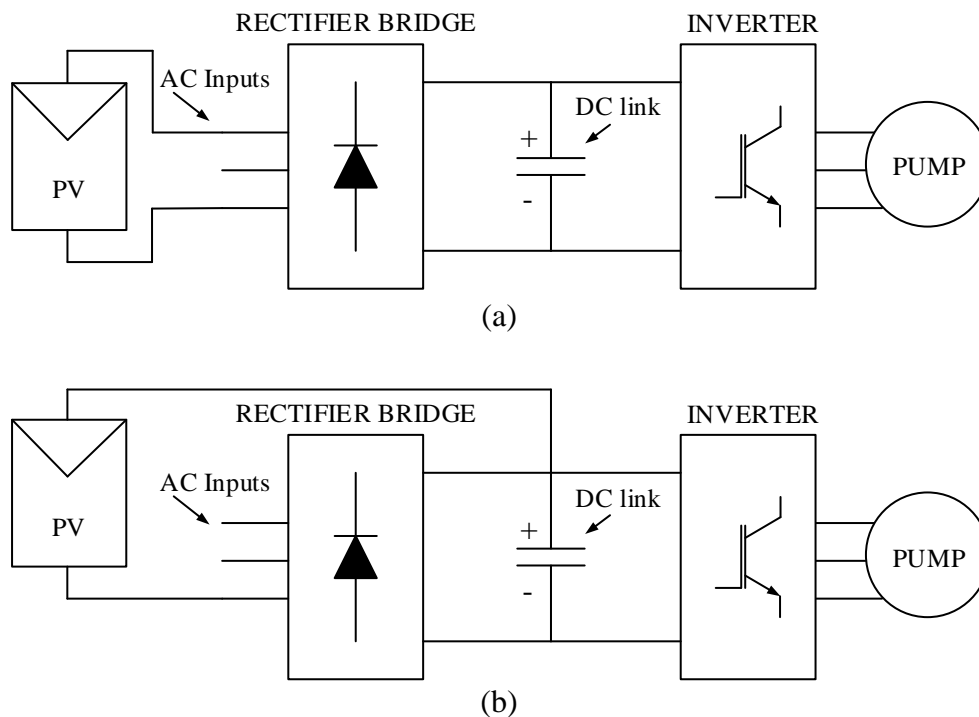 RECTIFIER BRIDGE
INVERTER
AC Inputs
DC link
+
-
PV
PUMP
(a)
RECTIFIER BRIDGE
INVERTER
AC Inputs
DC link
+
-
PV
PUMP
(b)